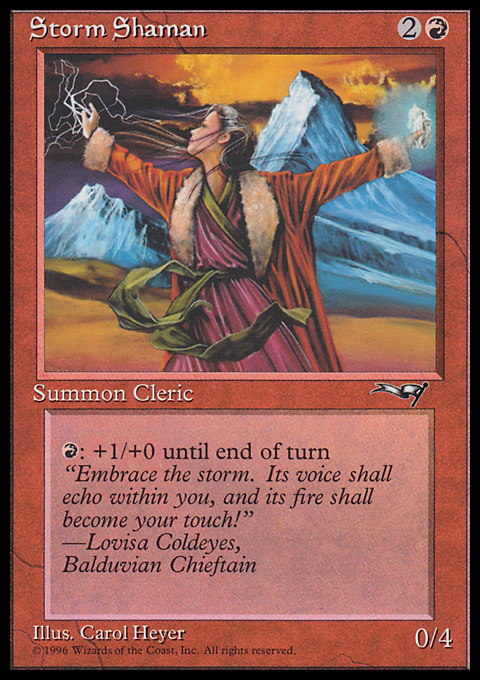 Storm Shaman 2
Summon Cleric
: +1/+0 until end of turn
“Embrace the storm. Its voice shall
echo within you, and its fire shall
become your touch!”
—Lovisa Coldeyes,
Balduvian Chieftain
Illus. Carol Heyer
©1996 Wizards of the Coast, Inc. All rights reserved.
0/4